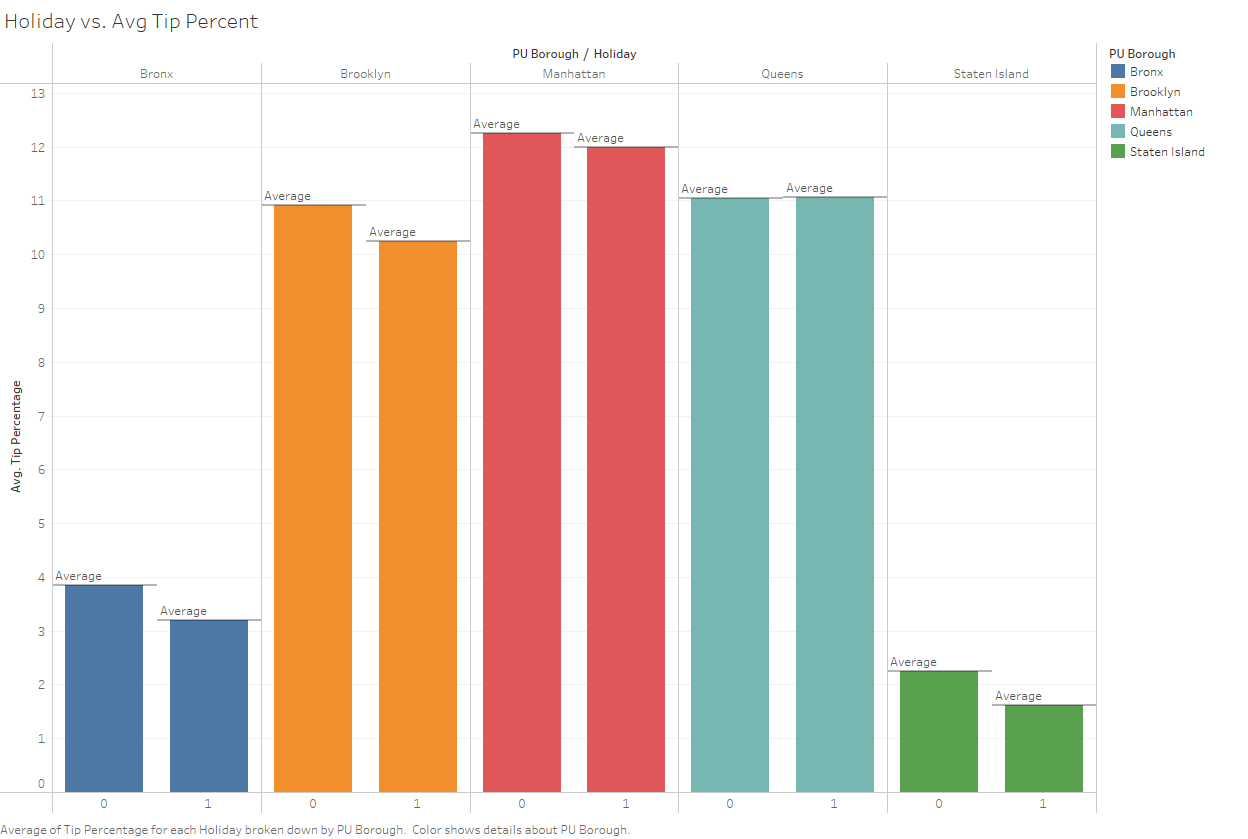 Holiday vs. Avg Tip Percent
PU Borough / Holiday
Bronx
Brooklyn
Manhattan
Queens
Staten Island
PU Borough
Bronx
Brooklyn
Manhattan
Queens
Staten Island
Avg. Tip Percentage
13
12
11
10
9
8
7
6
5
4
3
2
1
0
Average
Average
Average
Average
Average
Average
Average
Average
Average
Average
0 1 0 1 0 1 0 1 0 1
Average of Tip Percentage for each Holiday broken down by PU Borough. Color shows details about PU Borough.